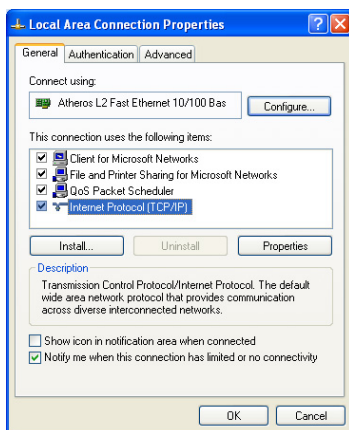 Local Area Connection Properties
General
Authentication
Advanced
Connect using:
Atheros L2 Fast Ethernet 10/100 Bas
Configure...
This connection uses the following items:
Client for Microsoft Networks
File and Printer Sharing for Microsoft Networks
QoS Packet Scheduler
Internet Protocol (TCP/IP)
Install...
Uninstall
Properties
Description
Transmission Control Protocol/Internet Protocol. The default
wide area network protocol that provides communication
across diverse interconnected networks.
Show icon in notification area when connected
Notify me when this connection has limited or no connectivity
OK
Cancel